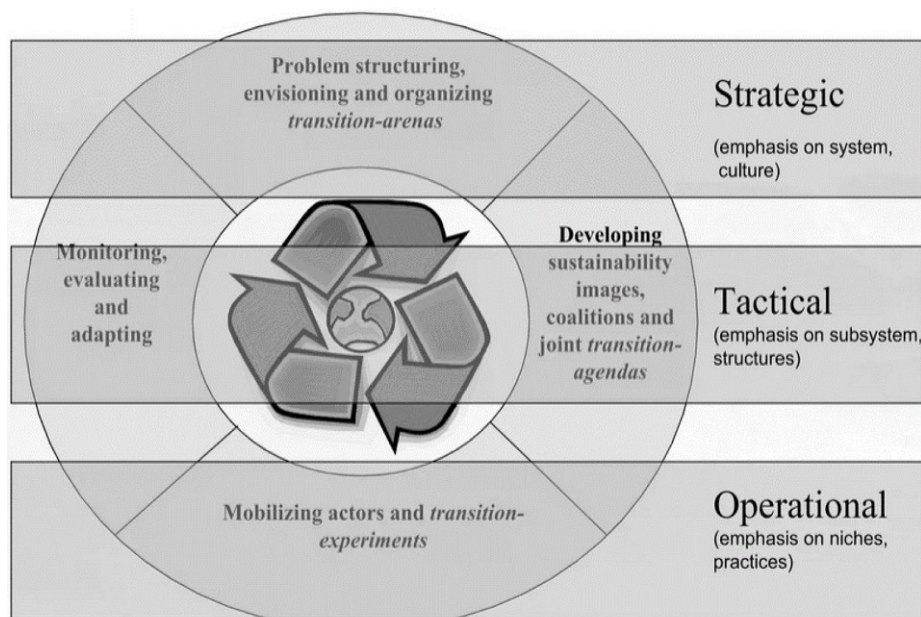 Problem structuring,
envisioning and organizing
transition-arenas
Strategic
(emphasis on system,
culture)
Monitoring,
evaluating
and
adapting
Developing
sustainability
images,
coalitions and
joint transition-
agendas
Tactical
(emphasis on subsystem,
structures)
Mobilizing actors and transition-
experiments
Operational
(emphasis on niches,
practices)